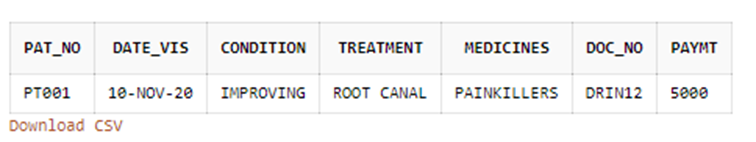 PAT_NO DATE_VIS CONDITION TREATMENT MEDICINES DOC_NO PAYMT
PT001 10-NOV-20 IMPROVING ROOT CANAL PAINKILLERS DRIN12 5000
Download CSV